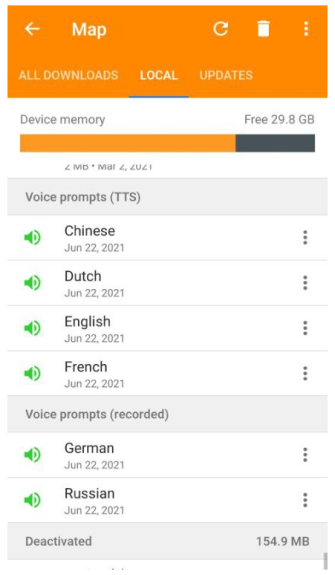 Map
ALL DOWNLOADS LOCAL UPDATES
Device memory Free 29.8 GB
2 MB • Mar 2, 2021
Voice prompts (TTS)
Chinese
Jun 22, 2021
Dutch
Jun 22, 2021
English
Jun 22, 2021
French
Jun 22, 2021
Voice prompts (recorded)
German
Jun 22, 2021
Russian
Jun 22, 2021
Deactivated 154.9 MB